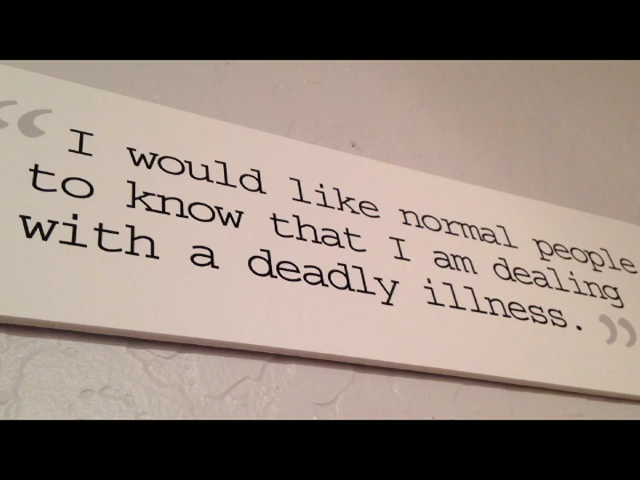 “I would like normal people
to know that I am dealing
with a deadly illness.”